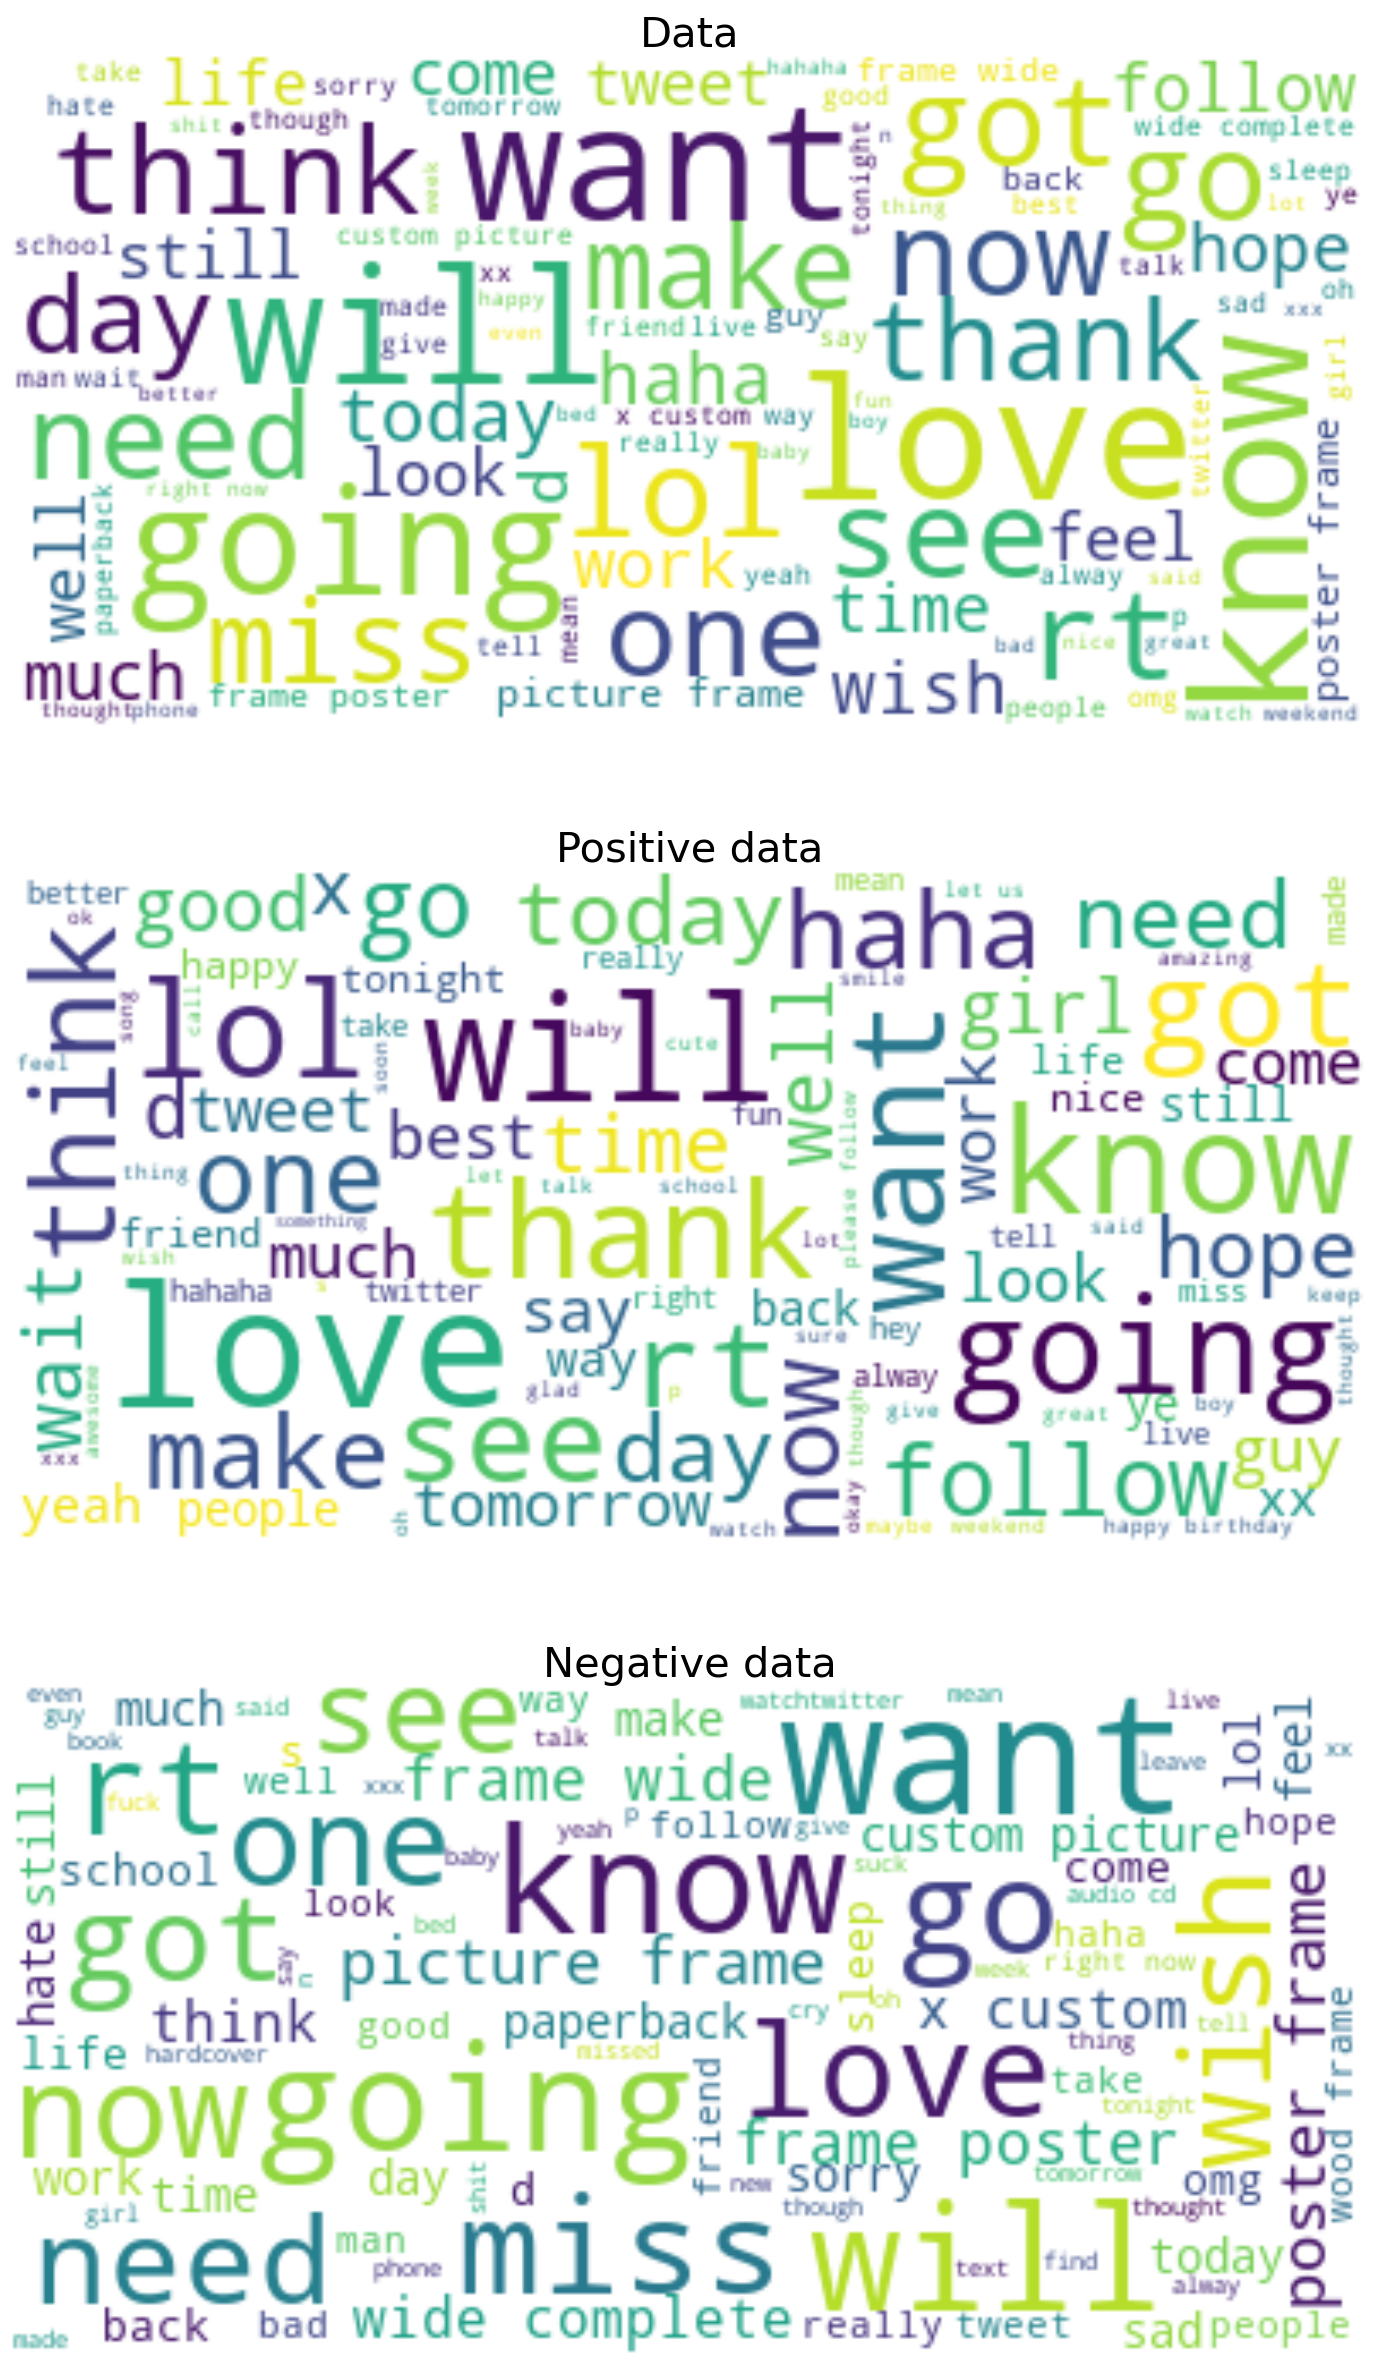 Data
take life sorry come tweet hahaha frame wide follow
hate shit though tomorrow good got wide complete
think week want tonight n back go sleep
thing best lot ye
school still custom picture make now talk hope
day will xx made happy guy thank sad xxx oh
give even friend live say girl
man wait better haha know
need today bed x custom way love fun boy twitter
look d really baby lol
well paperback right now going work yeah see feel poster frame
miss tell mean one time alway said
much rt p bad nice great
thought phone frame poster picture frame wish people omg watch weekend
Positive data
better good x go today mean let us need made
ok haha
think happy tonight really smile amazing
song call lol take soon will baby cute well want girl got
feel work life come
d tweet best time fun nice still
thing one let talk school please follow know
friend something much thank lot tell said hope
wish
wait love hahaha s twitter say right back look miss keep
sure hey going thought
way rt glad p now alway
awesome make see day though give great ye boy
xxx live guy
yeah people oh tomorrow watch okay follow xx
maybe weekend happy birthday
Negative data
even much said see way make watch twitter mean want live lol feel
guy talk
book rt s well xxx frame wide leave xx
fuck
still one yeah p follow give custom picture hope
school baby know suck come
hate got look bed go audio cd wish poster frame
say n picture frame sleep haha
week right now
think good paperback cry oh x custom tell wood frame
life hardcover missed love thing
now going friend take
tonight
work time day shit d new frame poster
sorry tomorrow omg
girl though thought
need man miss will today
phone text find alway
made back bad wide complete really tweet sad people